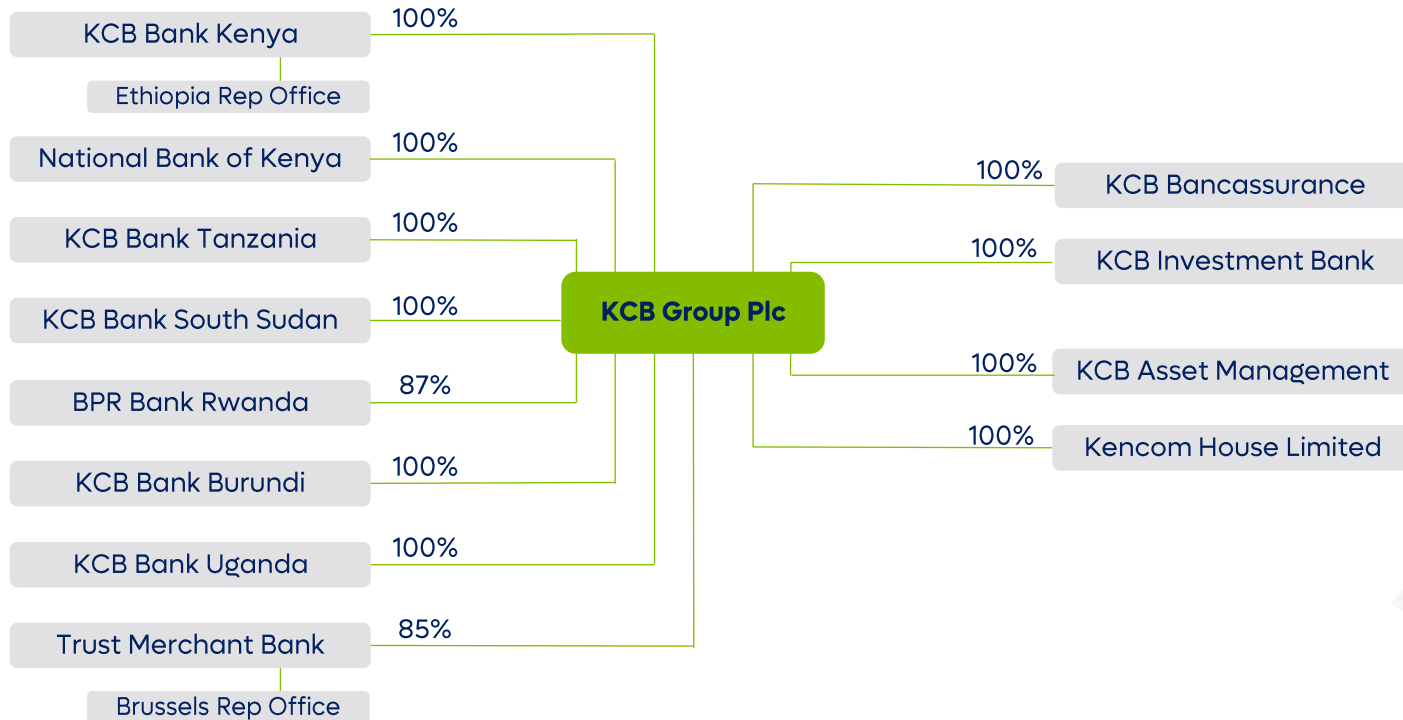 KCB Bank Kenya
100%
Ethiopia Rep Office
National Bank of Kenya
100%
KCB Bank Tanzania
100%
KCB Bank South Sudan
100%
BPR Bank Rwanda
87%
KCB Bank Burundi
100%
KCB Bank Uganda
100%
Trust Merchant Bank
85%
Brussels Rep Office
KCB Group Plc
100%
KCB Bancassurance
100%
KCB Investment Bank
100%
KCB Asset Management
100%
Kencom House Limited